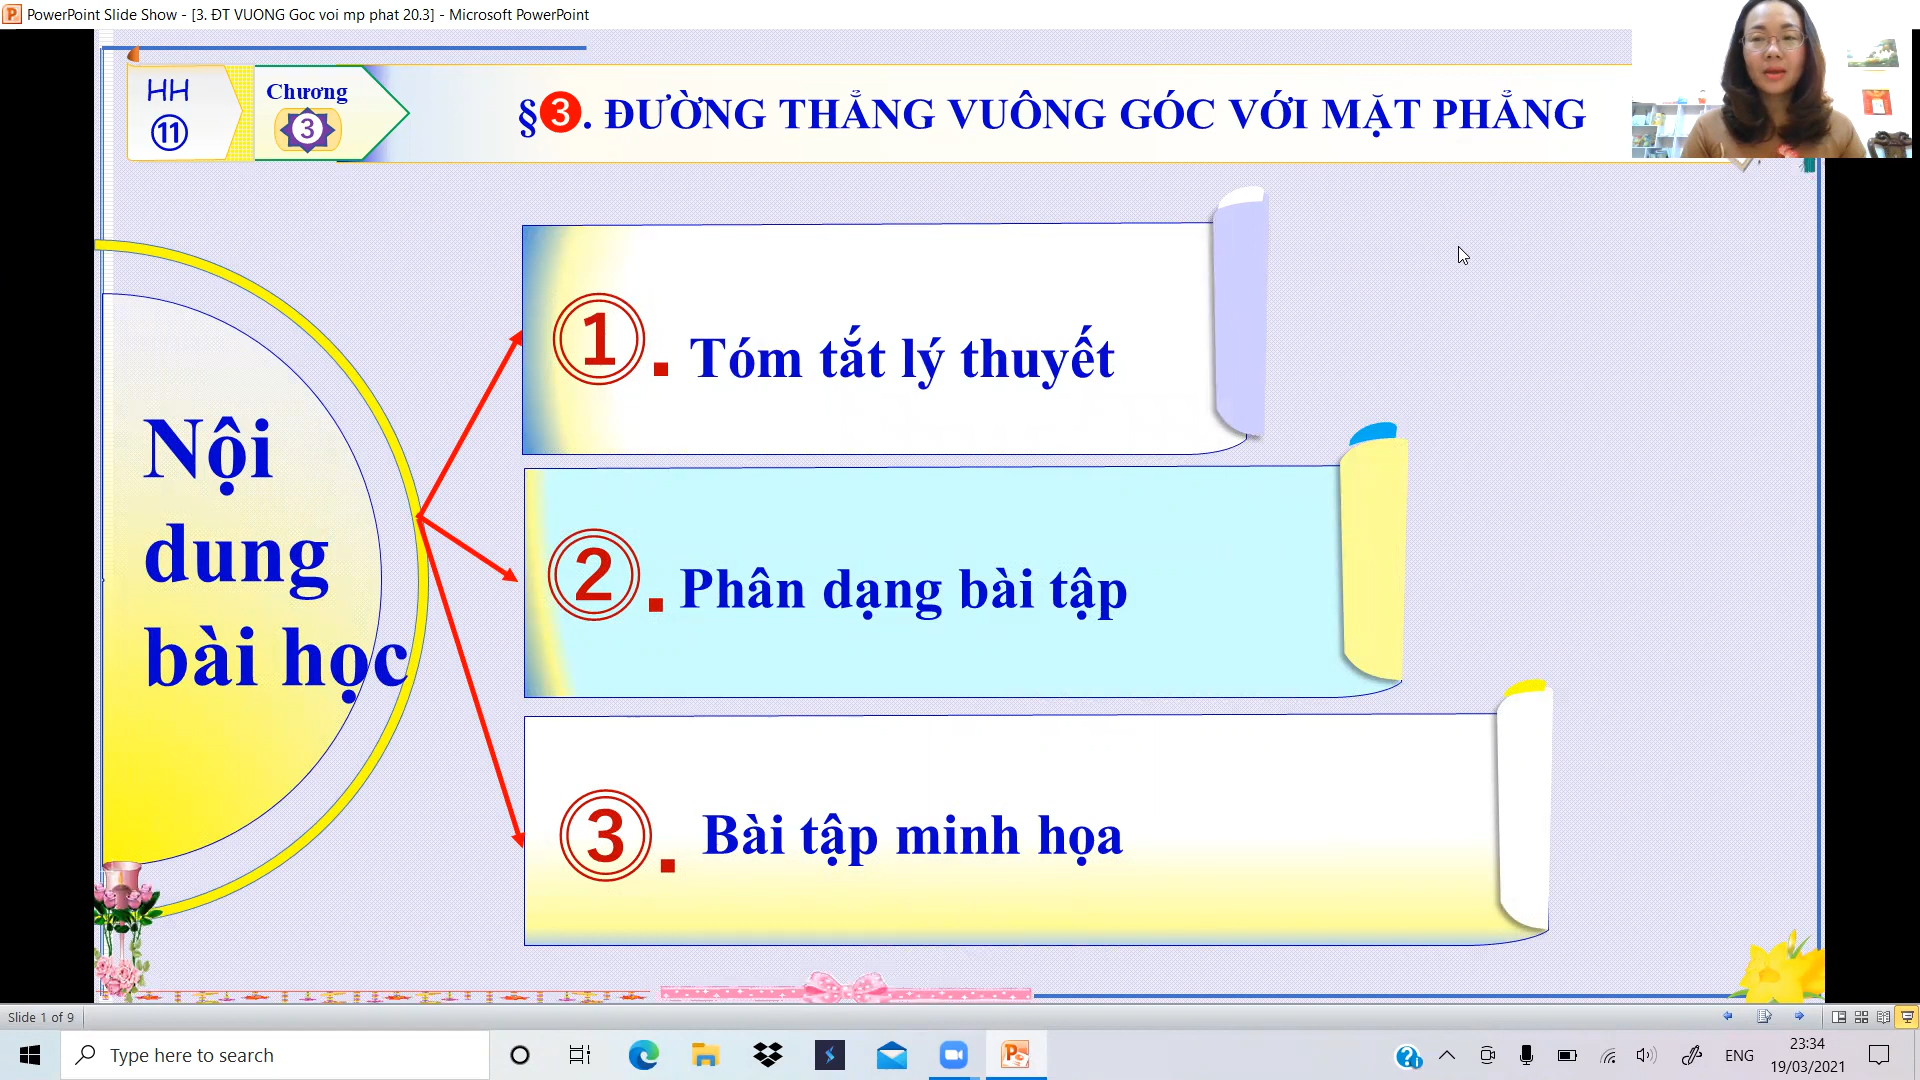 PowerPoint Slide Show - [3. ĐT VUONG Goc voi mp phat 20.3] - Microsoft PowerPoint
HH
⑪
Chương
3
§❸. ĐƯỜNG THẲNG VUÔNG GÓC VỚI MẶT PHẲNG
Nội
dung
bài học
①. Tóm tắt lý thuyết
②. Phân dạng bài tập
③. Bài tập minh họa
Slide 1 of 9
Type here to search
ENG
23:34
19/03/2021